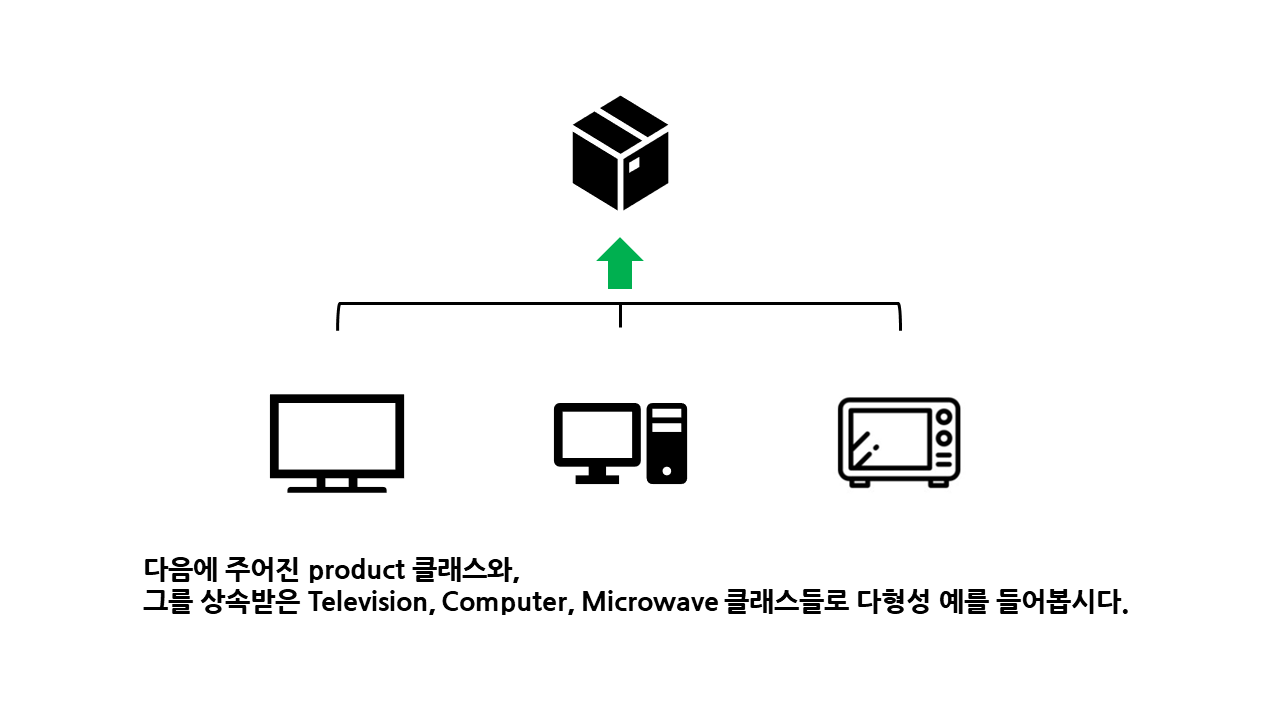 다음에 주어진 product 클래스와,
그를 상속받은 Television, Computer, Microwave 클래스들로 다형성 예를 들어봅시다.